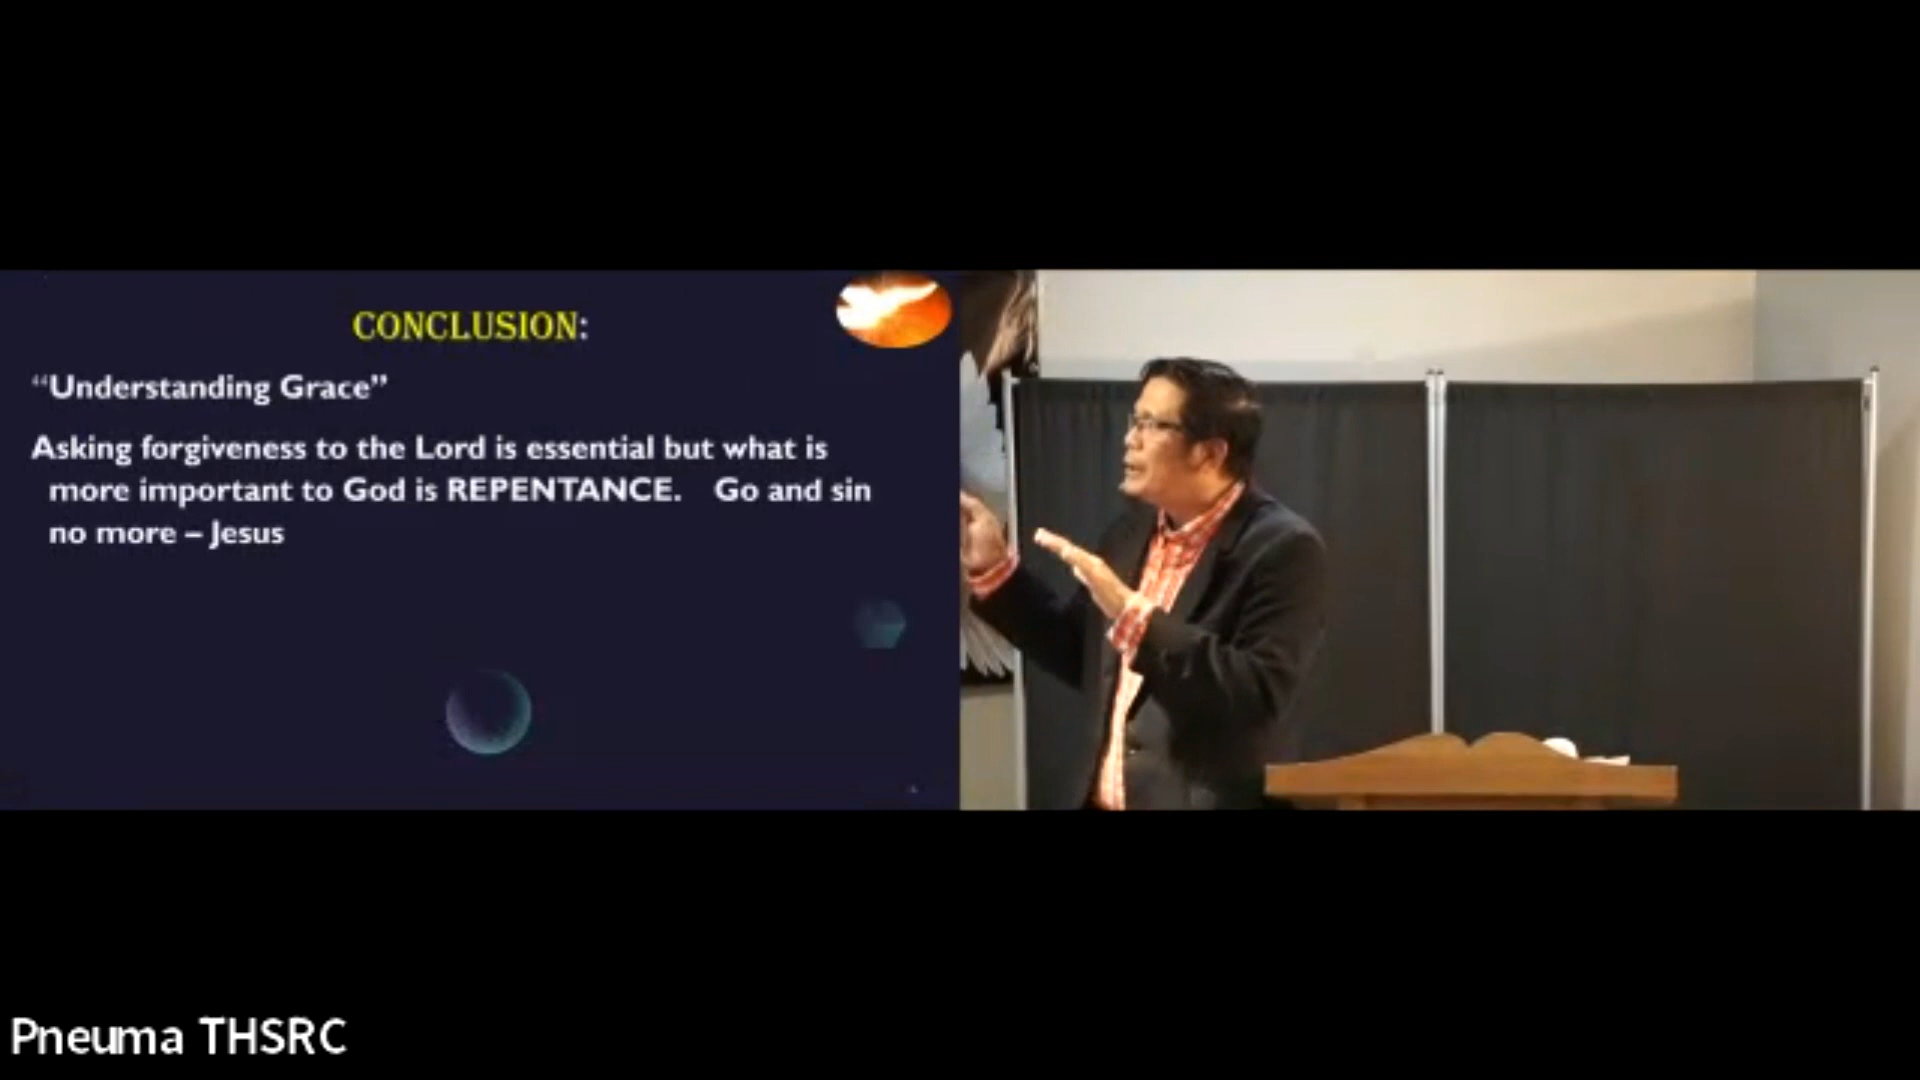 CONCLUSION:
“Understanding Grace”
Asking forgiveness to the Lord is essential but what is
more important to God is REPENTANCE. Go and sin
no more – Jesus
Pneuma THSRC